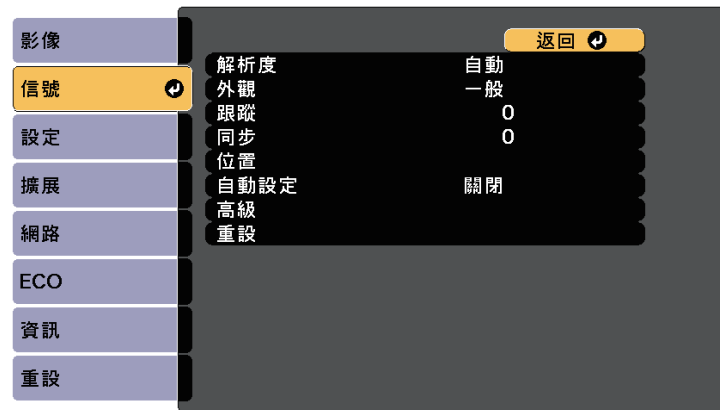 影像
信號
設定
擴展
網路
ECO
資訊
重設
返回
解析度 自動
外觀 一般
跟蹤 0
同步 0
位置
自動設定 關閉
高級
重設